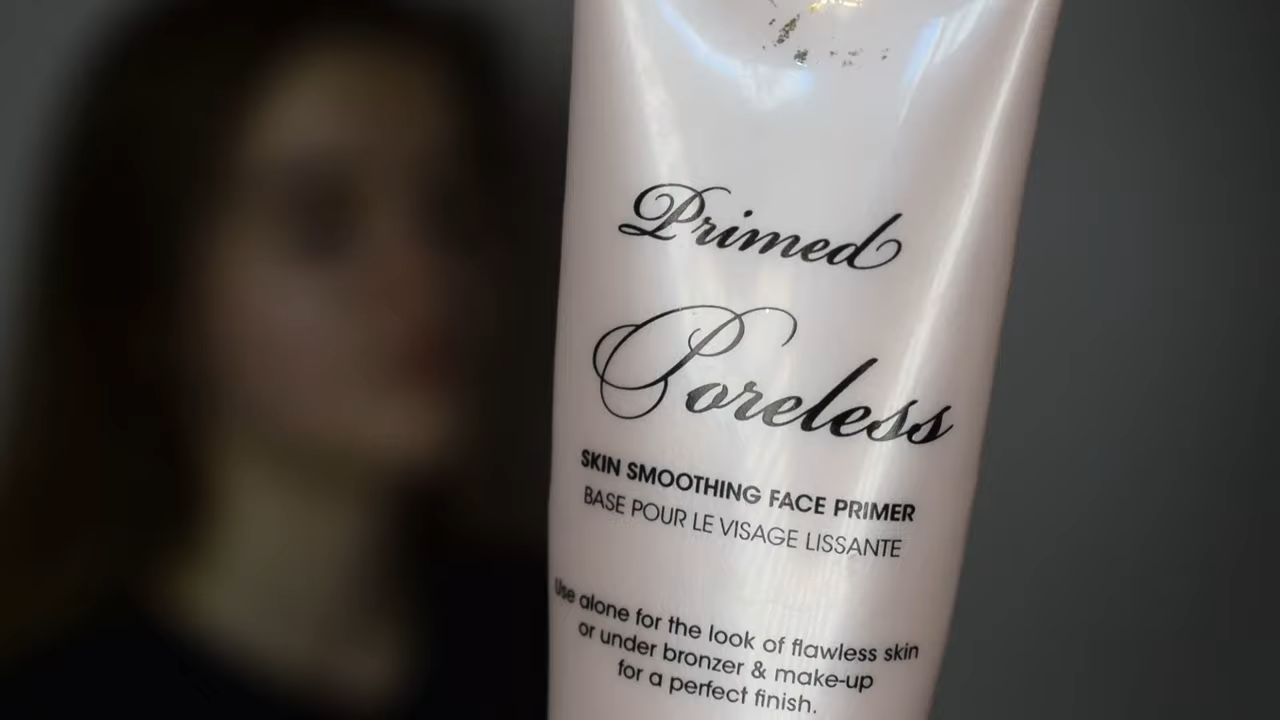 Primed
Poreless
SKIN SMOOTHING FACE PRIMER
BASE POUR LE VISAGE LISSANTE
Use alone for the look of flawless skin
or under bronzer & make-up
for a perfect finish.